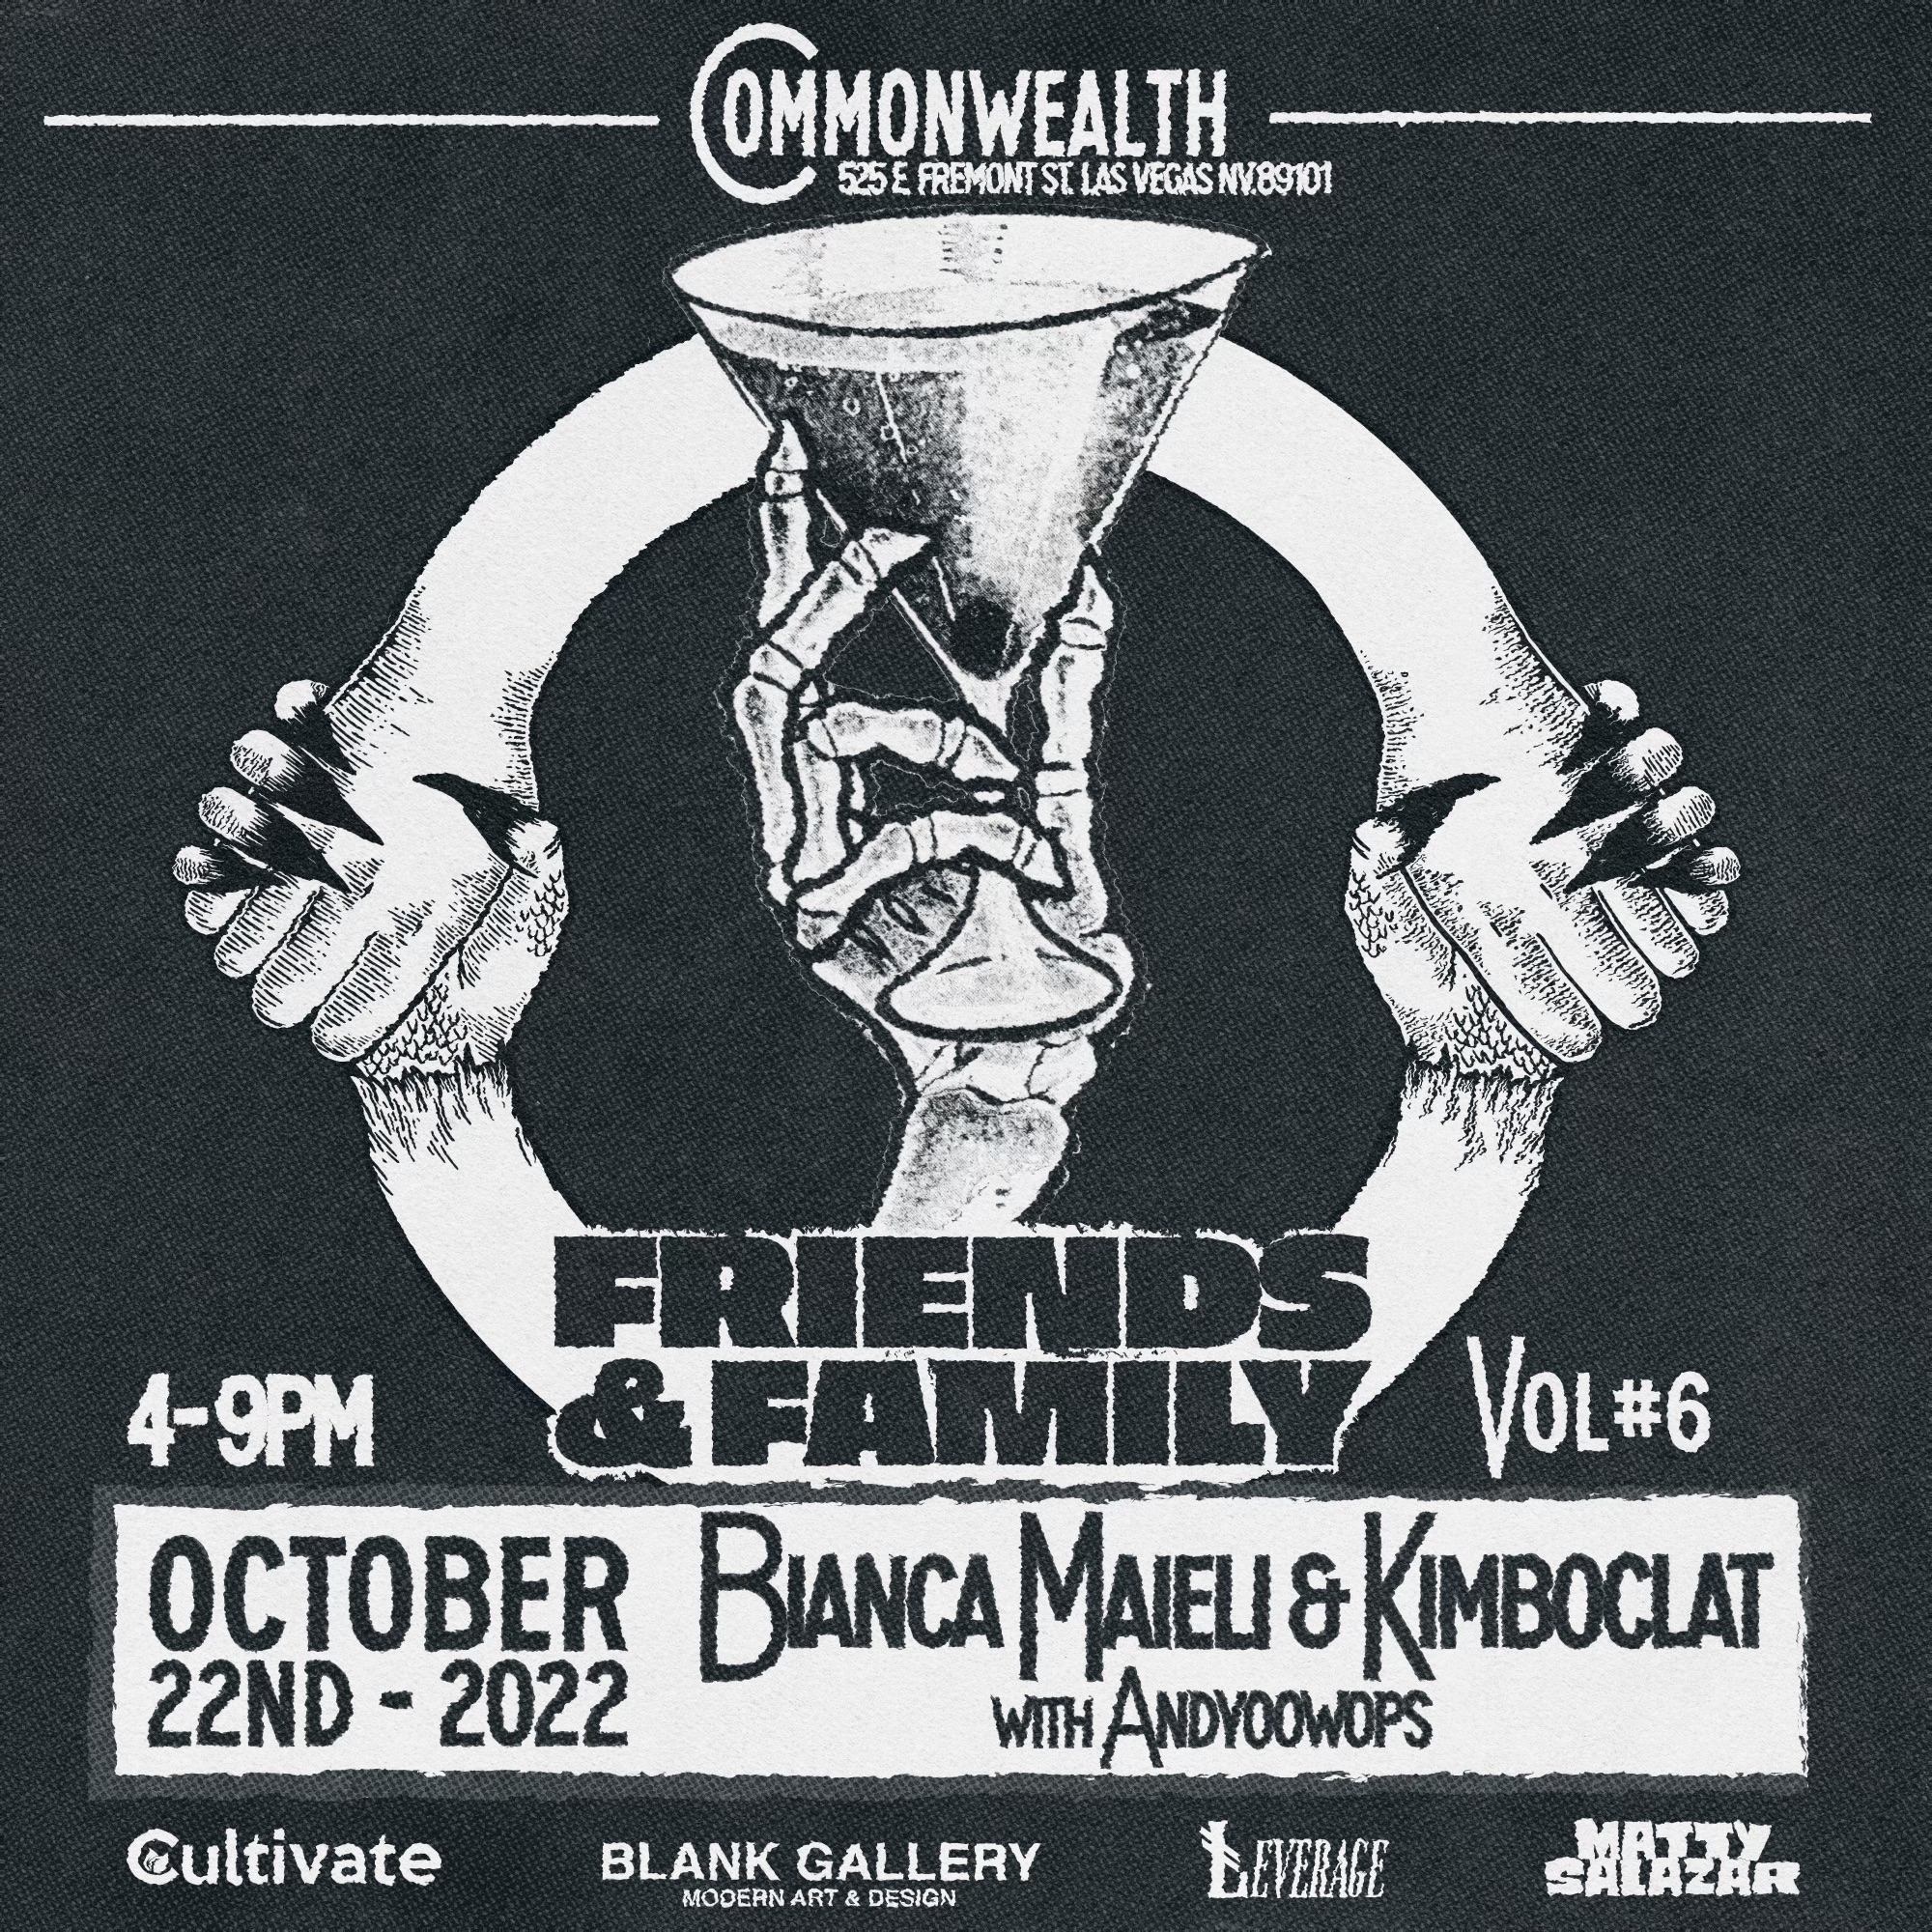 COMMONWEALTH
525 E. FREMONT ST. LAS VEGAS NV.89101
FRIENDS
& FAMILY
4-9PM
VOL#6
OCTOBER
22ND - 2022
BIANCA MAIELI & KIMBOCLAT
WITH ANDYOOWOPS
Cultivate
BLANK GALLERY
MODERN ART & DESIGN
LEVERAGE
MATTY
SALAZAR